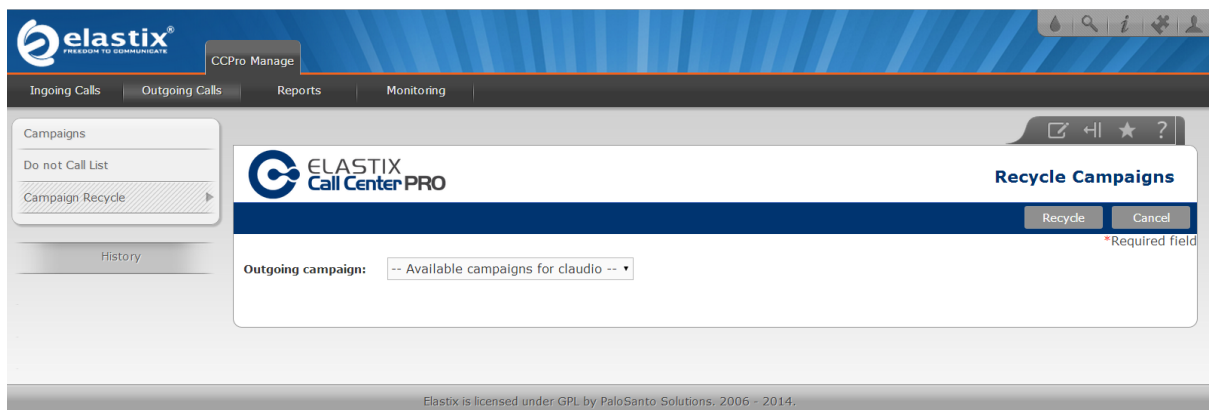 elastix®
FREEDOM TO COMMUNICATE
CCPro Manage
Ingoing Calls Outgoing Calls Reports Monitoring
Campaigns
Do not Call List
Campaign Recycle
History
ELASTIX
Call Center PRO
Recycle Campaigns
Recycle Cancel
*Required field
Outgoing campaign: -- Available campaigns for claudio --
Elastix is licensed under GPL by PaloSanto Solutions. 2006 - 2014.